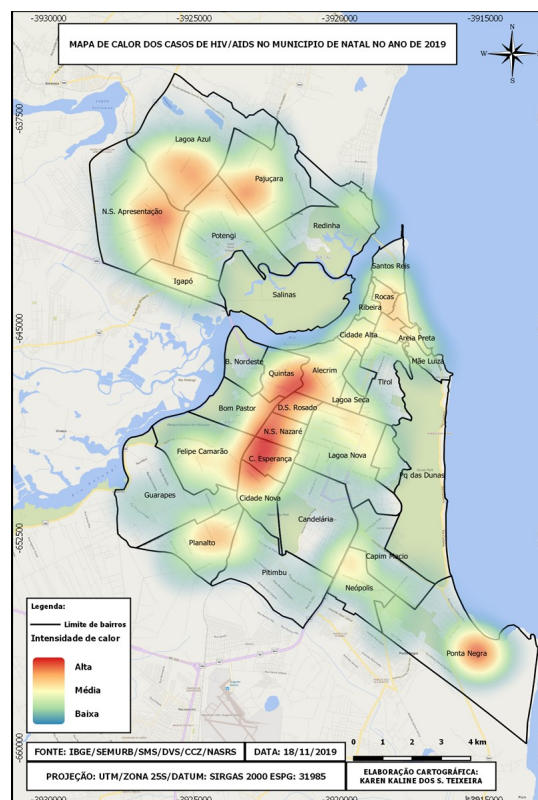 -3930000 -3925000 -3920000 -3915000
MAPA DE CALOR DOS CASOS DE HIV/AIDS NO MUNICIPIO DE NATAL NO ANO DE 2019
N
W E
S
-637500
Lagoa Azul
Pajuçara
N.S. Apresentação
Redinha
Potengi
Santos Reis
Igapó
Salinas
Rocas
Ribeira
-645000
Cidade Alta
Areia Preta
B. Nordeste
Mãe Luiza
Quintas
Alecrim
Tirol
Lagoa Seca
Bom Pastor
D.S. Rosado
N.S. Nazaré
Felipe Camarão
C. Esperança
Lagoa Nova
Pq das Dunas
Guarapes
Cidade Nova
Candelária
-652500
Planalto
Capim Macio
Pitimbu
Neópolis
Ponta Negra
Legenda:
Limite de bairros
Intensidade de calor
Alta
Média
Baixa
-660000
0 1 2 3 4 km
FONTE: IBGE/SEMURB/SMS/DVS/CCZ/NASRS
DATA: 18/11/2019
PROJEÇÃO: UTM/ZONA 25S/DATUM: SIRGAS 2000 ESPG: 31985
ELABORAÇÃO CARTOGRÁFICA:
KAREN KALINE DOS S. TEIXEIRA
-3930000 -3925000 -3920000 -3915000